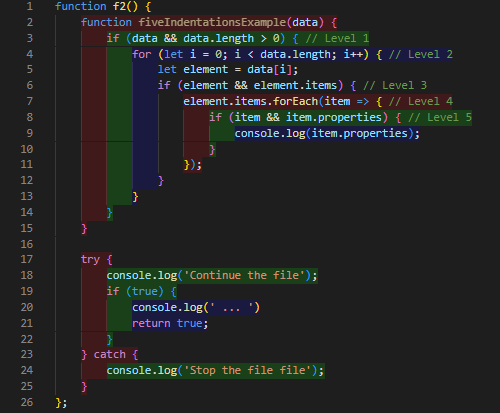 1 function f2() {
2     function fiveIndentationsExample(data) {
3         if (data && data.length > 0) { // Level 1
4             for (let i = 0; i < data.length; i++) { // Level 2
5                 let element = data[i];
6                 if (element && element.items) { // Level 3
7                     element.items.forEach(item => { // Level 4
8                         if (item && item.properties) { // Level 5
9                             console.log(item.properties);
10                         }
11                     });
12                 }
13             }
14         }
15     }
16
17     try {
18         console.log('Continue the file');
19         if (true) {
20             console.log(' ... ')
21             return true;
22         }
23     } catch {
24         console.log('Stop the file file');
25     }
26 };